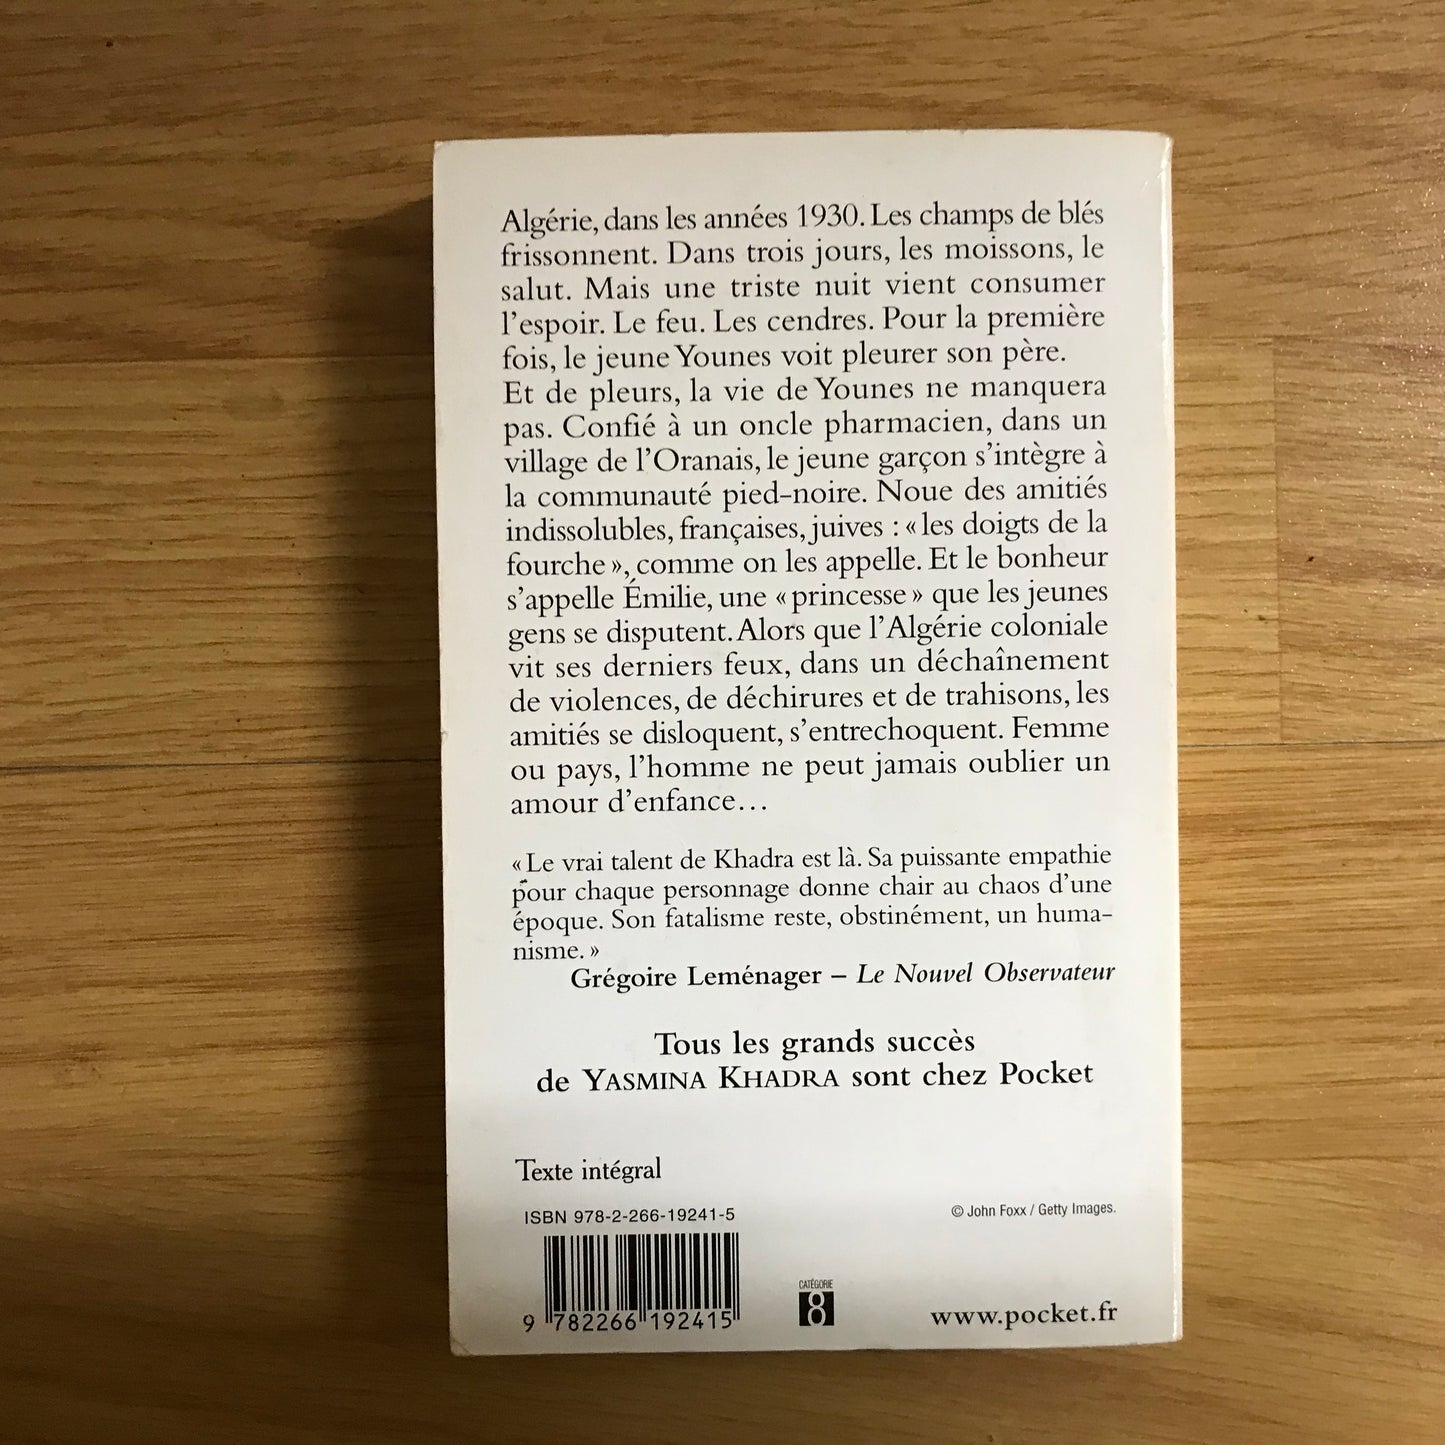 Algérie, dans les années 1930. Les champs de blés
frissonnent. Dans trois jours, les moissons, le
salut. Mais une triste nuit vient consumer
l'espoir. Le feu. Les cendres. Pour la première
fois, le jeune Younes voit pleurer son père.
Et de pleurs, la vie de Younes ne manquera
pas. Confié à un oncle pharmacien, dans un
village de l'Oranais, le jeune garçon s'intègre à
la communauté pied-noire. Noue des amitiés
indissolubles, françaises, juives : « les doigts de la
fourche », comme on les appelle. Et le bonheur
s'appelle Émilie, une « princesse » que les jeunes
gens se disputent. Alors que l'Algérie coloniale
vit ses derniers feux, dans un déchaînement
de violences, de déchirures et de trahisons, les
amitiés se disloquent, s'entrechoquent. Femme
ou pays, l'homme ne peut jamais oublier un
amour d'enfance…
« Le vrai talent de Khadra est là. Sa puissante empathie
pour chaque personnage donne chair au chaos d'une
époque. Son fatalisme reste, obstinément, un huma-
nisme. »
Grégoire Leménager – Le Nouvel Observateur
Tous les grands succès
de YASMINA KHADRA sont chez Pocket
Texte intégral
ISBN 978-2-266-19241-5
© John Foxx / Getty Images.
CATÉGORIE
8
9 782266 192415
www.pocket.fr